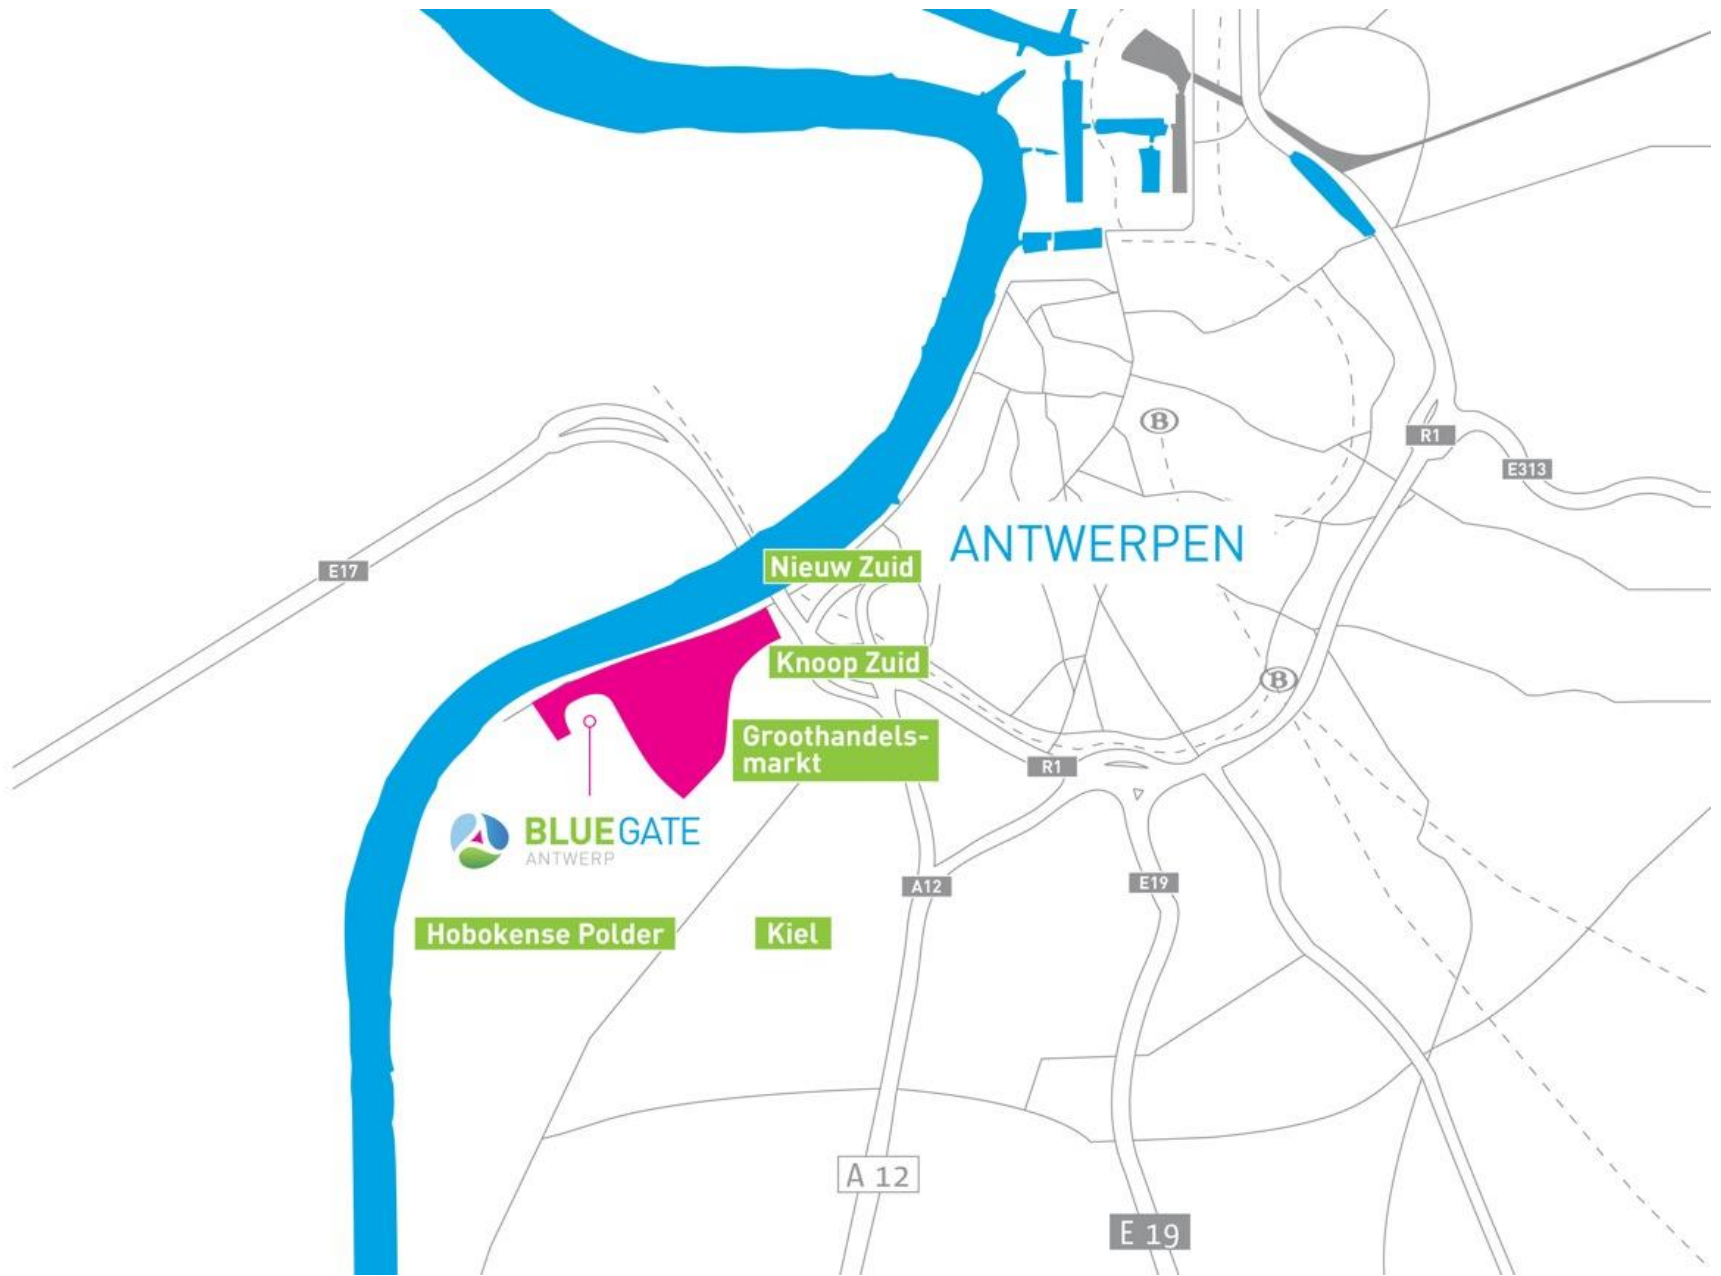 B
R1
E313
ANTWERPEN
E17
Nieuw Zuid
Knoop Zuid
B
Groothandels-
markt
R1
BLUEGATE
ANTWERP
A12
E19
Hobokense Polder
Kiel
A 12
E 19